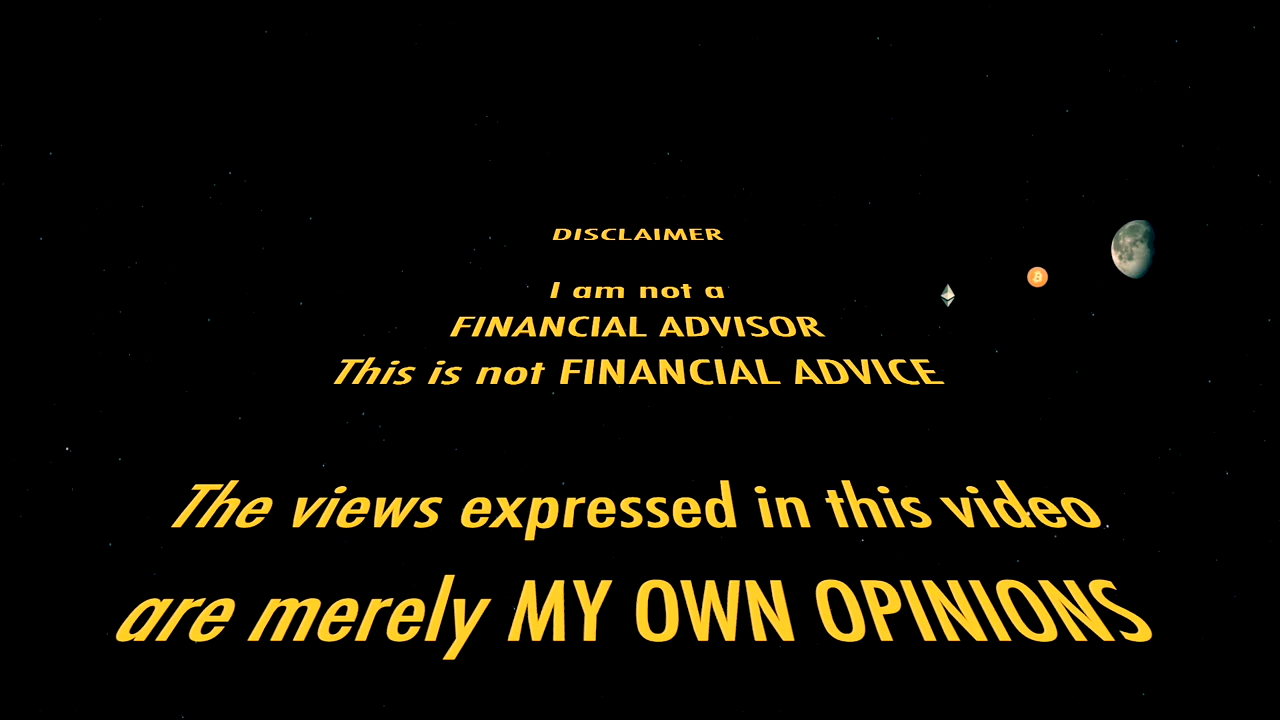 DISCLAIMER
I am not a
FINANCIAL ADVISOR
This is not FINANCIAL ADVICE
The views expressed in this video
are merely MY OWN OPINIONS